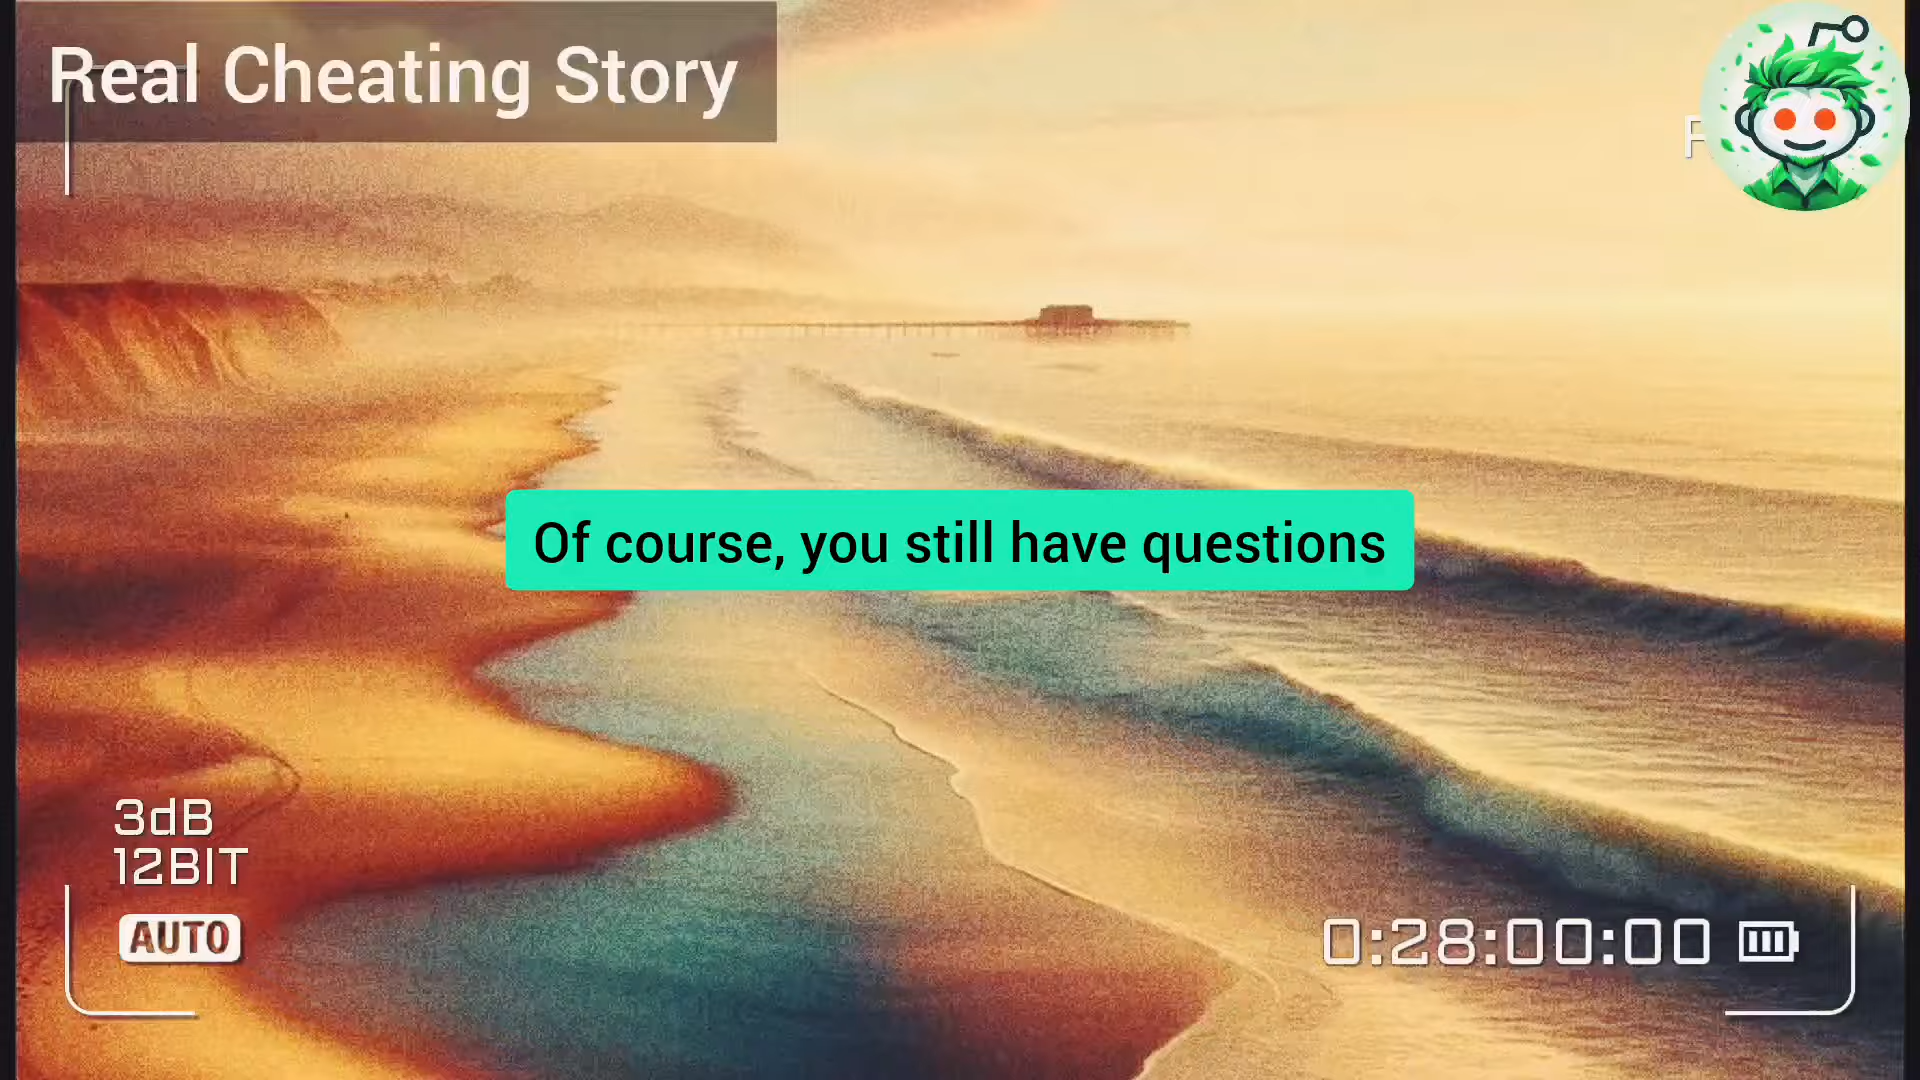 Real Cheating Story
Of course, you still have questions
3dB
12BIT
AUTO
0:28:00:00